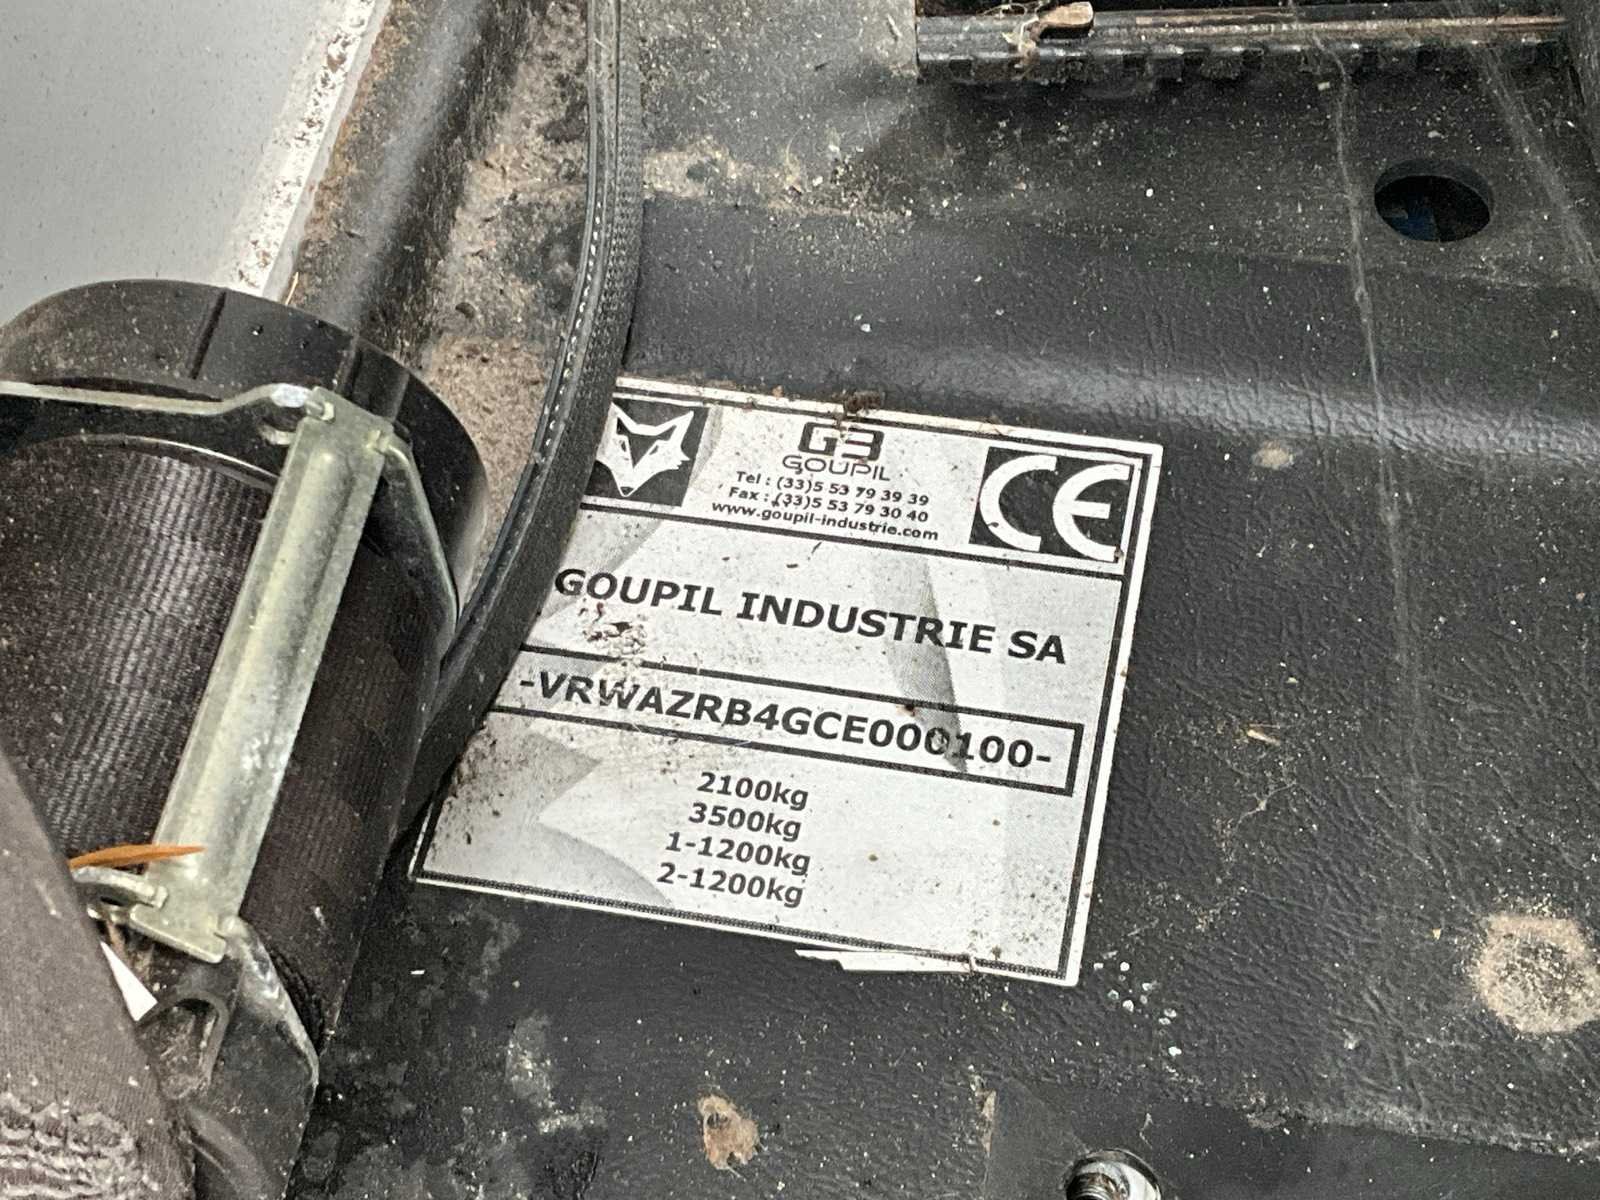 G3
GOUPIL
Tel : (33)5 53 79 39 39
Fax : (33)5 53 79 30 40
www.goupil-industrie.com
CE
GOUPIL INDUSTRIE SA
-VRWAZRB4GCE000100-
2100kg
3500kg
1-1200kg
2-1200kg